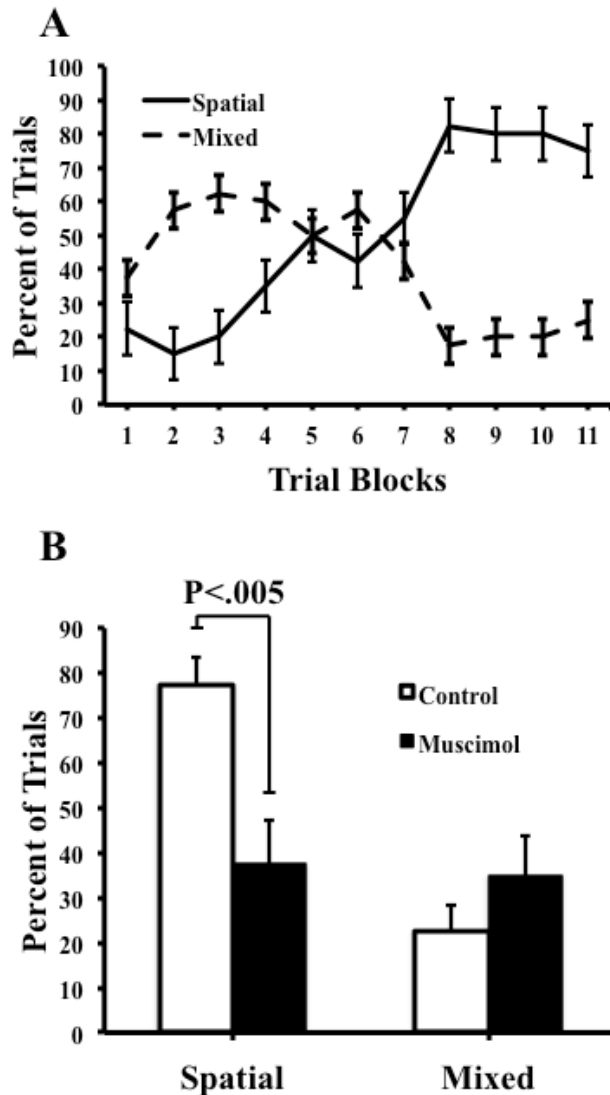 A
Percent of Trials
100
90
80
70
60
50
40
30
20
10
0
Spatial
Mixed
1 2 3 4 5 6 7 8 9 10 11
Trial Blocks
B
P<.005
Percent of Trials
90
80
70
60
50
40
30
20
10
0
Control
Muscimol
Spatial Mixed